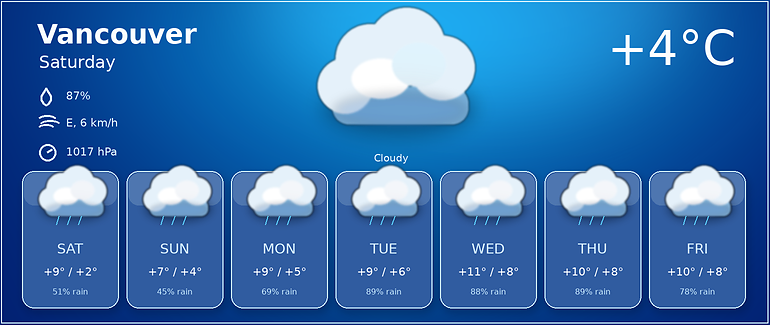 Vancouver
Saturday
+4°C
87%
E, 6 km/h
1017 hPa
Cloudy
SAT
+9° / +2°
51% rain
SUN
+7° / +4°
45% rain
MON
+9° / +5°
69% rain
TUE
+9° / +6°
89% rain
WED
+11° / +8°
88% rain
THU
+10° / +8°
89% rain
FRI
+10° / +8°
78% rain